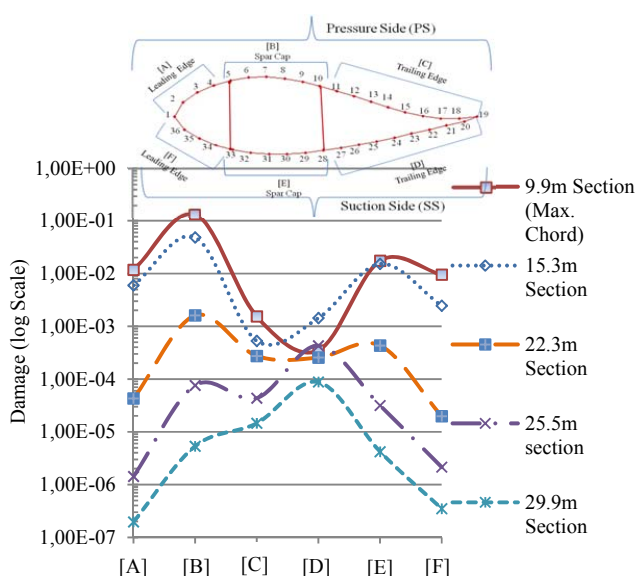 Pressure Side (PS)
[B]
Spar Cap
[A]
Leading Edge
[C]
Trailing Edge
1 2 3 4 5 6 7 8 9 10 11 12 13 14 15 16 17 18 19
36 35 34 33 32 31 30 29 28 27 26 25 24 23 22 21 20
[F]
Leading Edge
[E]
Spar Cap
[D]
Trailing Edge
Suction Side (SS)
Damage (log Scale)
1,00E+00
1,00E-01
1,00E-02
1,00E-03
1,00E-04
1,00E-05
1,00E-06
1,00E-07
[A] [B] [C] [D] [E] [F]
9.9m Section
(Max.
Chord)
15.3m
Section
22.3m
Section
25.5m
section
29.9m
Section